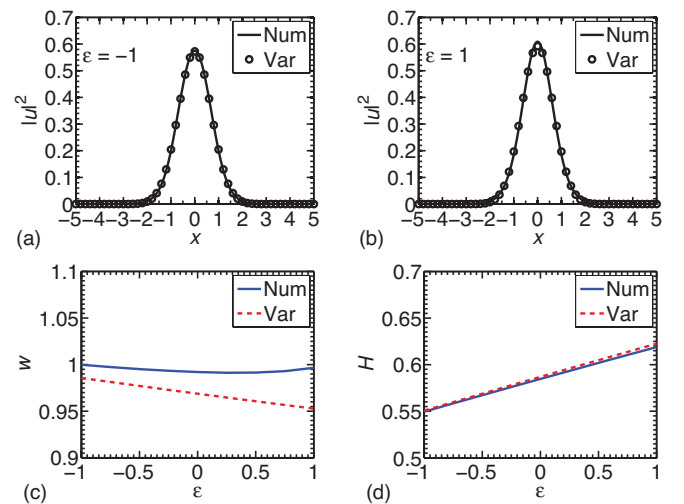 0.7
0.6
0.5
0.4
0.3
0.2
0.1
0
|u|²
ε = −1
Num
Var
−5 −4 −3 −2 −1 0 1 2 3 4 5
(a)
x
0.7
0.6
0.5
0.4
0.3
0.2
0.1
0
|u|²
ε = 1
Num
Var
−5 −4 −3 −2 −1 0 1 2 3 4 5
(b)
x
1.1
1.05
1
0.95
0.9
w
Num
Var
−1 −0.5 0 0.5 1
(c)
ε
0.7
0.6
0.55
0.5
H
Num
Var
−1 −0.5 0 0.5 1
(d)
ε